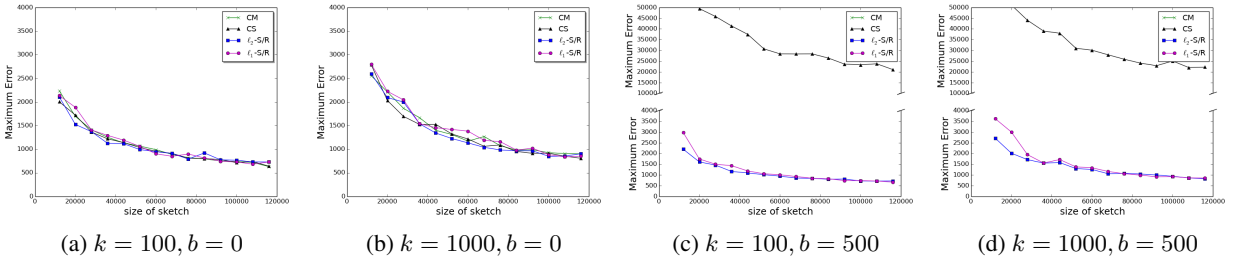 4000
3500
3000
2500
2000
1500
1000
500
0
Maximum Error
0
20000
40000
60000
80000
100000
120000
size of sketch
CM
CS
ℓ₂-S/R
ℓ₁-S/R
(a) k = 100, b = 0
4000
3500
3000
2500
2000
1500
1000
500
0
Maximum Error
0
20000
40000
60000
80000
100000
120000
size of sketch
CM
CS
ℓ₂-S/R
ℓ₁-S/R
(b) k = 1000, b = 0
50000
45000
40000
35000
30000
25000
20000
15000
10000
Maximum Error
4000
3500
3000
2500
2000
1500
1000
500
0
Maximum Error
0
20000
40000
60000
80000
100000
120000
size of sketch
CM
CS
ℓ₂-S/R
ℓ₁-S/R
(c) k = 100, b = 500
50000
45000
40000
35000
30000
25000
20000
15000
10000
Maximum Error
4000
3500
3000
2500
2000
1500
1000
500
0
Maximum Error
0
20000
40000
60000
80000
100000
120000
size of sketch
CM
CS
ℓ₂-S/R
ℓ₁-S/R
(d) k = 1000, b = 500